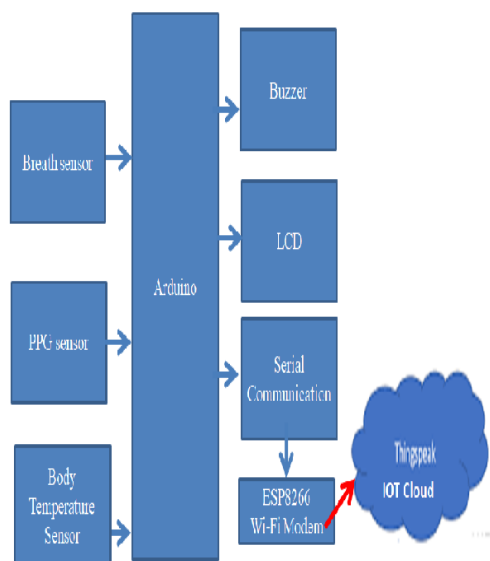 Buzzer
Breath sensor
LCD
Arduino
PPG sensor
Serial
Communication
Thingspeak
IOT Cloud
Body
Temperature
Sensor
ESP8266
Wi-Fi Modem